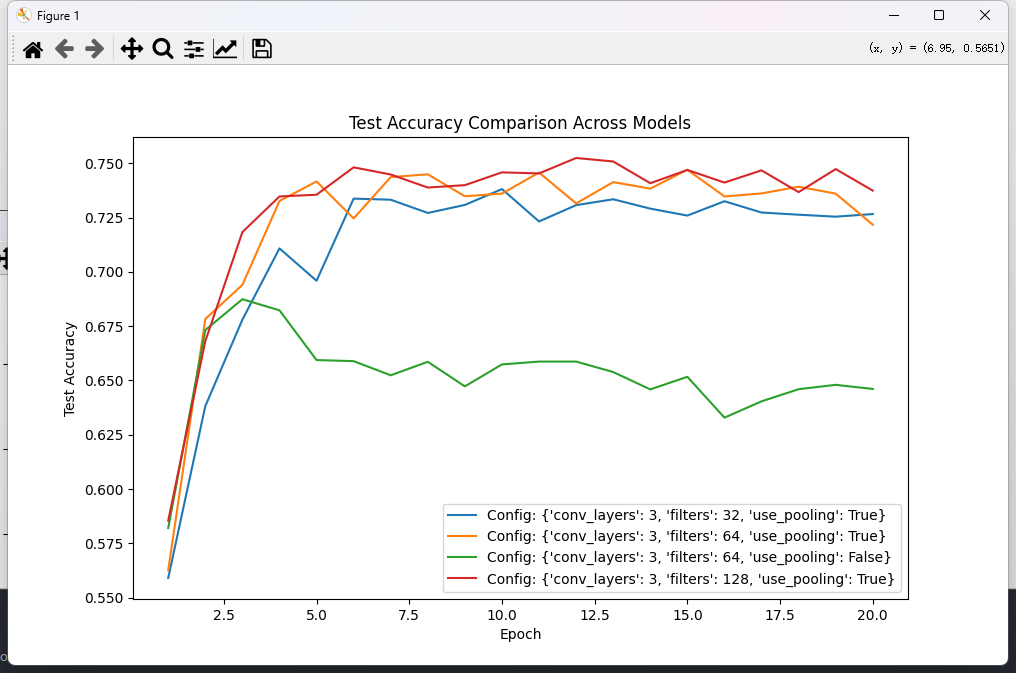 Figure 1
(x, y) = (6.95, 0.5651)
Test Accuracy Comparison Across Models
Test Accuracy
0.750
0.725
0.700
0.675
0.650
0.625
0.600
0.575
0.550
Config: {'conv_layers': 3, 'filters': 32, 'use_pooling': True}
Config: {'conv_layers': 3, 'filters': 64, 'use_pooling': True}
Config: {'conv_layers': 3, 'filters': 64, 'use_pooling': False}
Config: {'conv_layers': 3, 'filters': 128, 'use_pooling': True}
2.5 5.0 7.5 10.0 12.5 15.0 17.5 20.0
Epoch